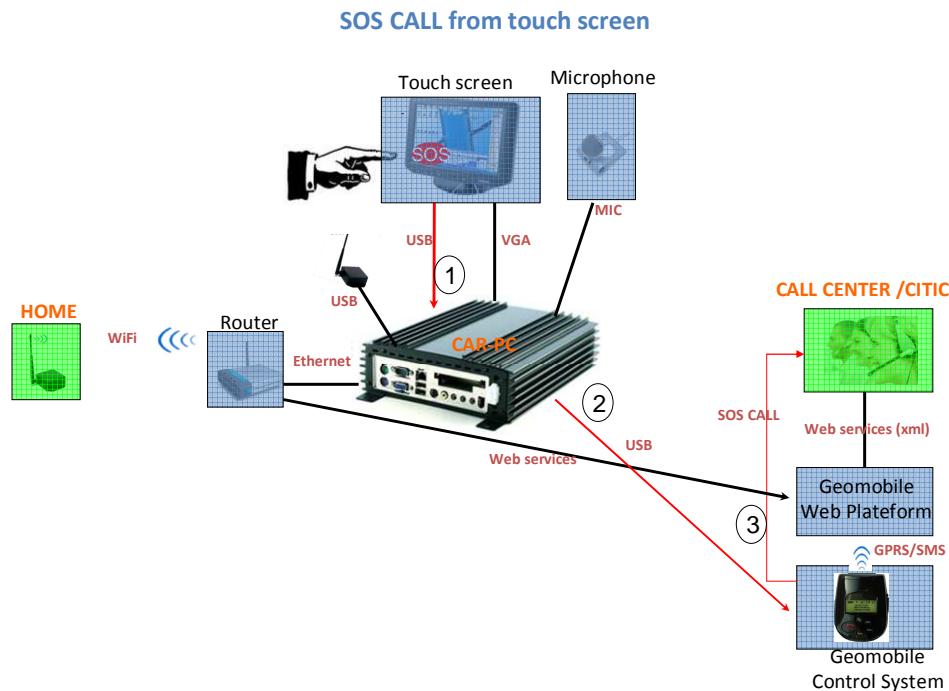 SOS CALL from touch screen
Touch screen
Microphone
SOS
MIC
USB
VGA
1
USB
HOME
WiFi
Router
Ethernet
CAR-PC
CALL CENTER /CITIC
2
SOS CALL
Web services (xml)
USB
Web services
Geomobile
Web Plateform
3
GPRS/SMS
Geomobile
Control System